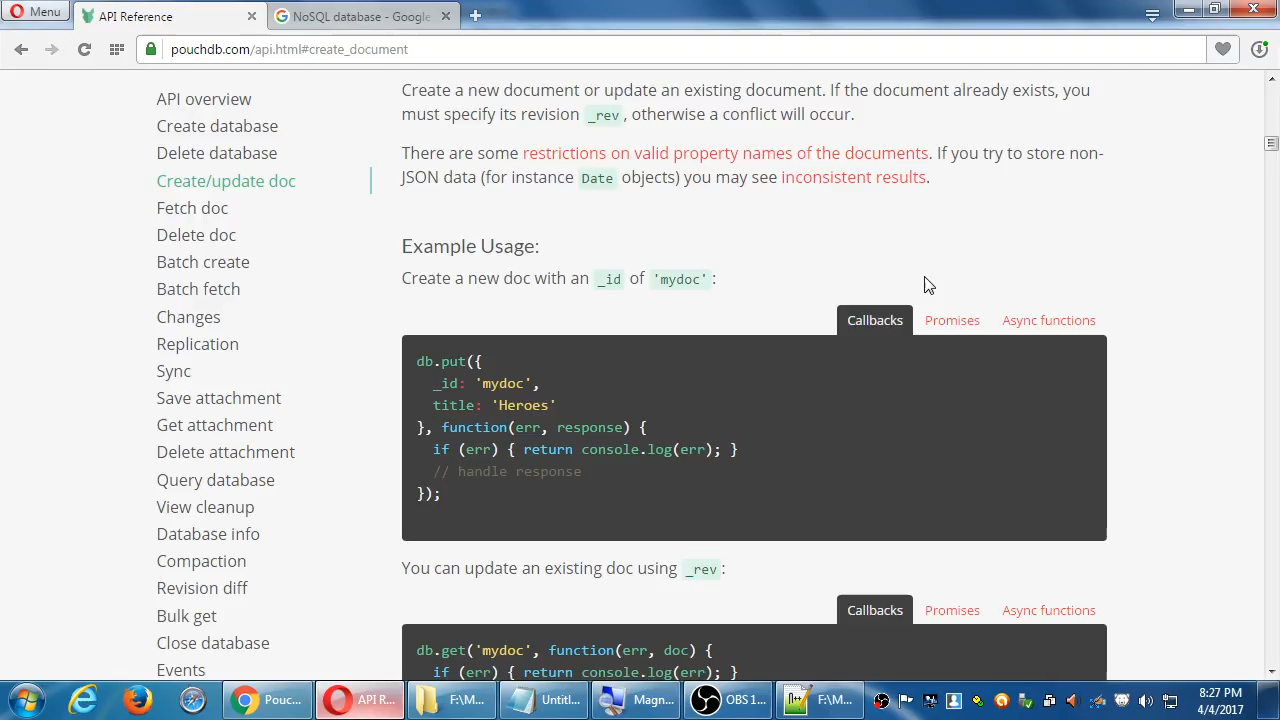 Menu
API Reference
NoSQL database - Google
pouchdb.com/api.html#create_document
API overview
Create database
Delete database
Create/update doc
Fetch doc
Delete doc
Batch create
Batch fetch
Changes
Replication
Sync
Save attachment
Get attachment
Delete attachment
Query database
View cleanup
Database info
Compaction
Revision diff
Bulk get
Close database
Events
Create a new document or update an existing document. If the document already exists, you
must specify its revision _rev, otherwise a conflict will occur.
There are some restrictions on valid property names of the documents. If you try to store non-
JSON data (for instance Date objects) you may see inconsistent results.
Example Usage:
Create a new doc with an _id of 'mydoc':
Callbacks Promises Async functions
db.put({
  _id: 'mydoc',
  title: 'Heroes'
}, function(err, response) {
  if (err) { return console.log(err); }
  // handle response
});
You can update an existing doc using _rev:
Callbacks Promises Async functions
db.get('mydoc', function(err, doc) {
  if (err) { return console.log(err); }
Pouc...
API R...
F:\M...
Untitl...
Magn...
OBS 1...
F:\M...
8:27 PM
4/4/2017